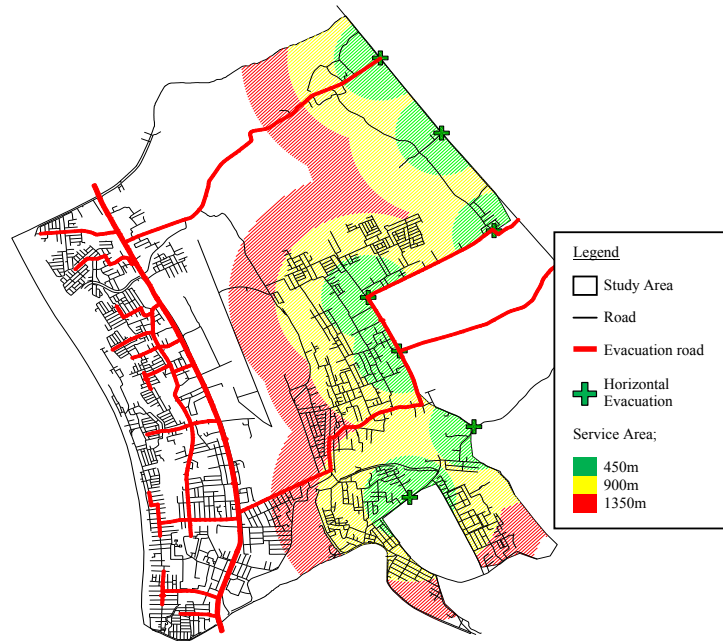 Legend
Study Area
Road
Evacuation road
Horizontal
Evacuation
Service Area;
450m
900m
1350m